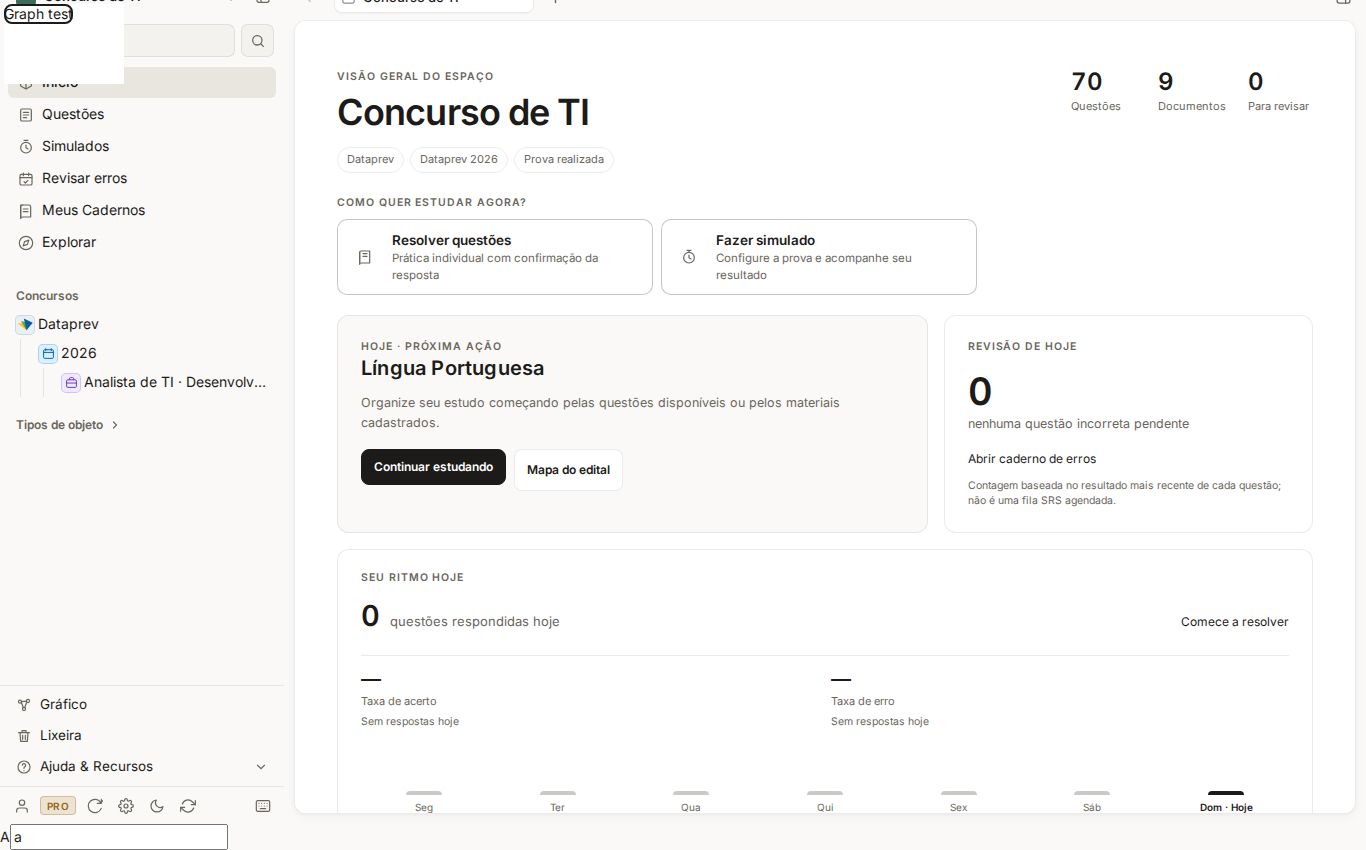 Graph test
Início
Questões
Simulados
Revisar erros
Meus Cadernos
Explorar
Concursos
Dataprev
2026
Analista de TI · Desenvolv...
Tipos de objeto
Gráfico
Lixeira
Ajuda & Recursos
PRO
A a
VISÃO GERAL DO ESPAÇO
Concurso de TI
Dataprev Dataprev 2026 Prova realizada
70 9 0
Questões Documentos Para revisar
COMO QUER ESTUDAR AGORA?
Resolver questões
Prática individual com confirmação da
resposta
Fazer simulado
Configure a prova e acompanhe seu
resultado
HOJE · PRÓXIMA AÇÃO
Língua Portuguesa
Organize seu estudo começando pelas questões disponíveis ou pelos materiais
cadastrados.
Continuar estudando Mapa do edital
REVISÃO DE HOJE
0
nenhuma questão incorreta pendente
Abrir caderno de erros
Contagem baseada no resultado mais recente de cada questão;
não é uma fila SRS agendada.
SEU RITMO HOJE
0 questões respondidas hoje
Comece a resolver
—
Taxa de acerto
Sem respostas hoje
—
Taxa de erro
Sem respostas hoje
Seg Ter Qua Qui Sex Sáb Dom · Hoje